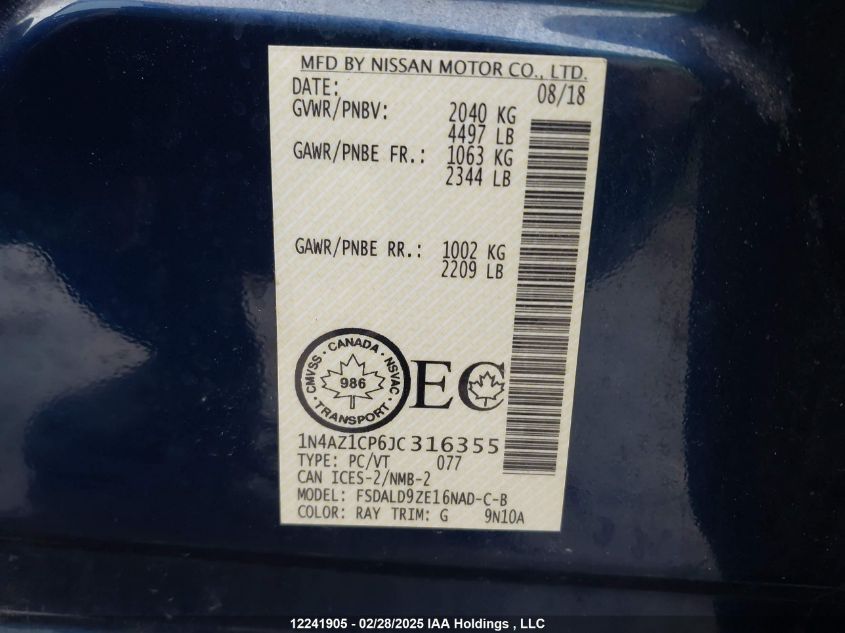 MFD BY NISSAN MOTOR CO., LTD.
DATE: 08/18
GVWR/PNBV: 2040 KG
4497 LB
GAWR/PNBE FR.: 1063 KG
2344 LB
GAWR/PNBE RR.: 1002 KG
2209 LB
CMVSS · CANADA · NSVAC
986
· TRANSPORT ·
EC
1N4AZ1CP6JC316355
TYPE: PC/VT 077
CAN ICES-2/NMB-2
MODEL: FSDALD9ZE16NAD-C-B
COLOR: RAY TRIM: G 9N10A
12241905 - 02/28/2025 IAA Holdings , LLC